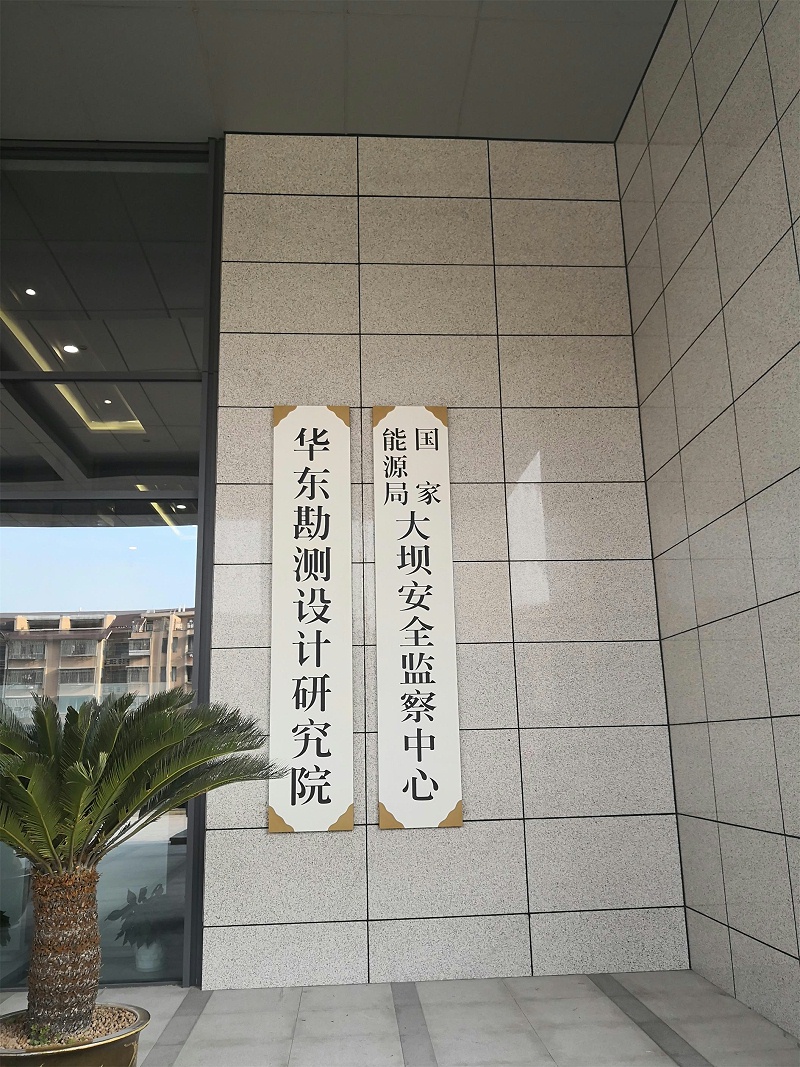 华东勘测设计研究院
国家
能源局
大坝安全监察中心